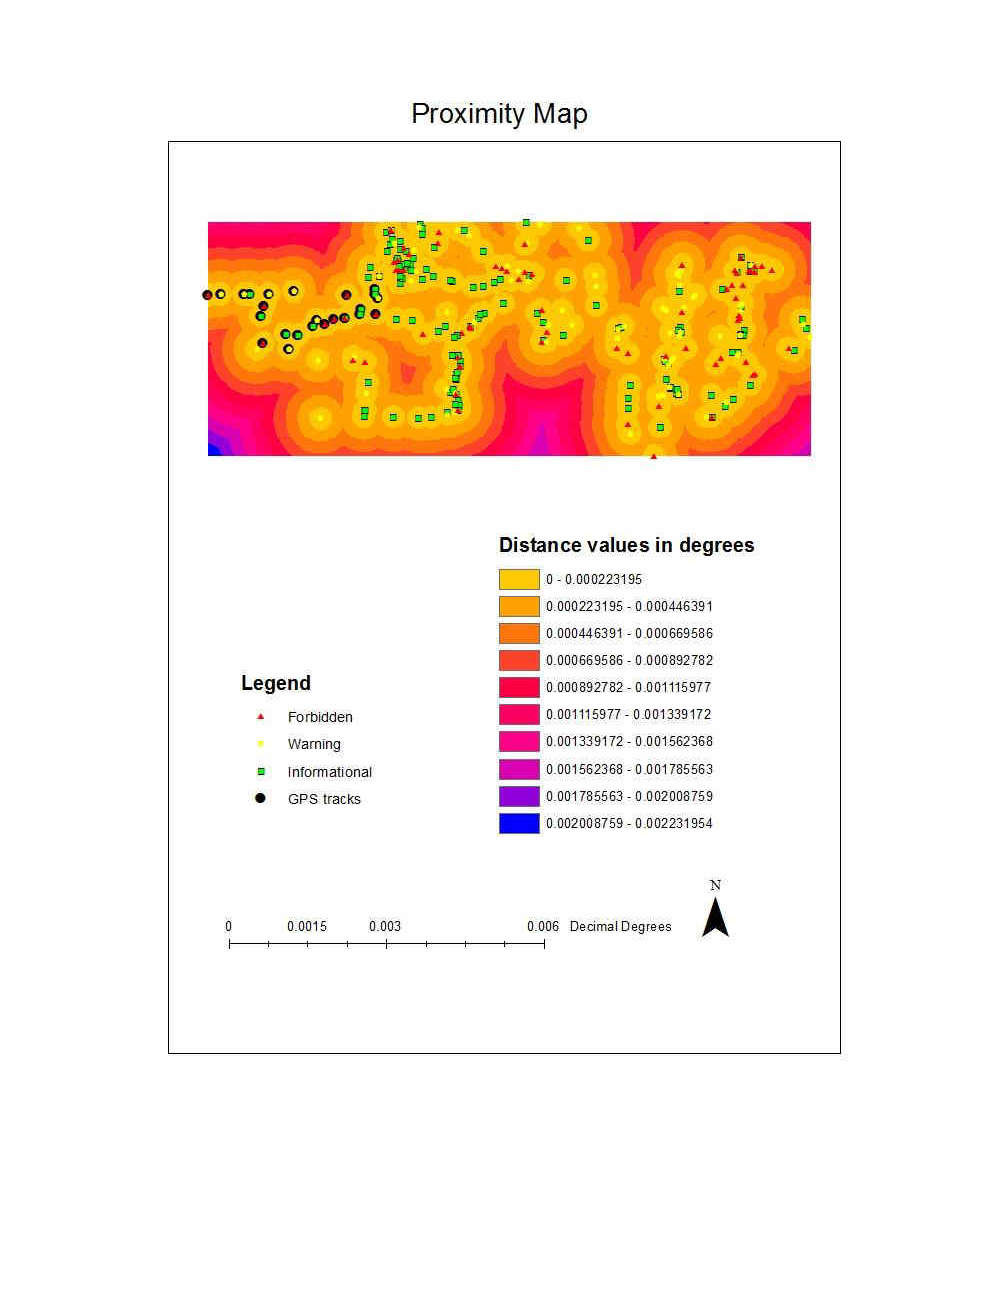 Proximity Map
Distance values in degrees
0 - 0.000223195
0.000223195 - 0.000446391
0.000446391 - 0.000669586
0.000669586 - 0.000892782
0.000892782 - 0.001115977
0.001115977 - 0.001339172
0.001339172 - 0.001562368
0.001562368 - 0.001785563
0.001785563 - 0.002008759
0.002008759 - 0.002231954
Legend
Forbidden
Warning
Informational
GPS tracks
N
0 0.0015 0.003 0.006 Decimal Degrees